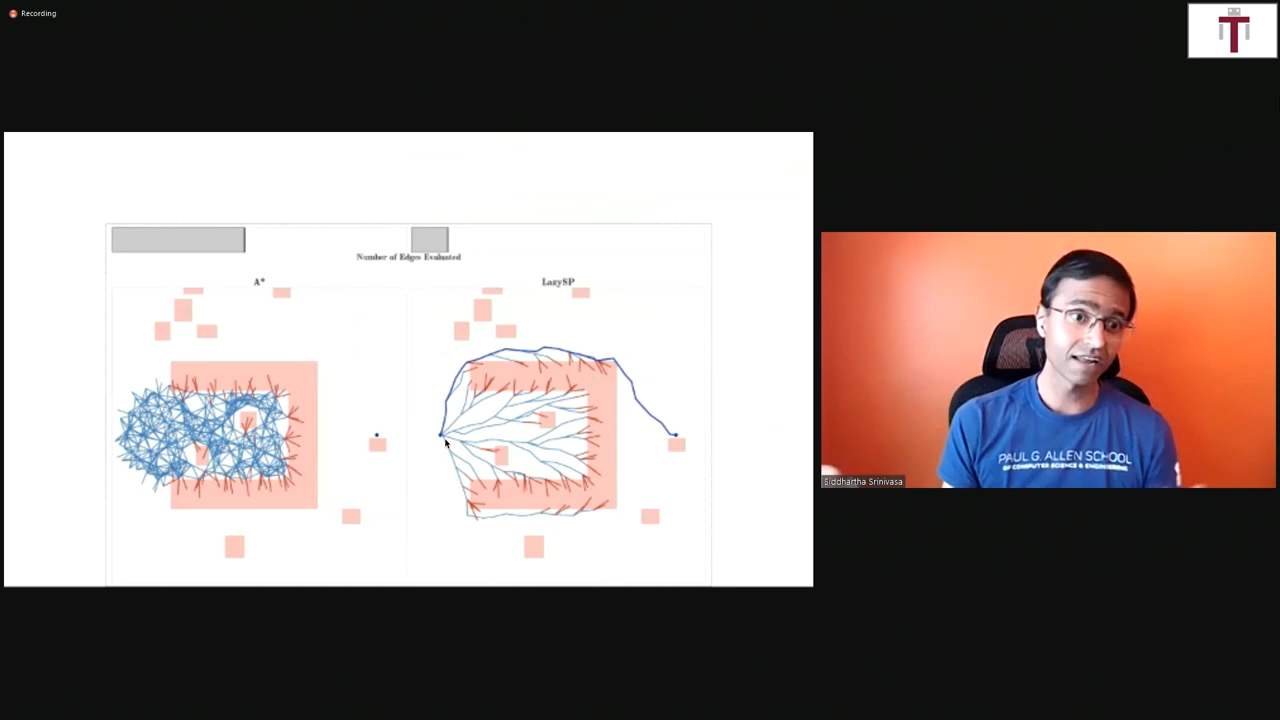 Recording
Number of Edges Evaluated
A*
LazySP
PAUL G. ALLEN SCHOOL
OF COMPUTER SCIENCE & ENGINEERING
Siddhartha Srinivasa
T